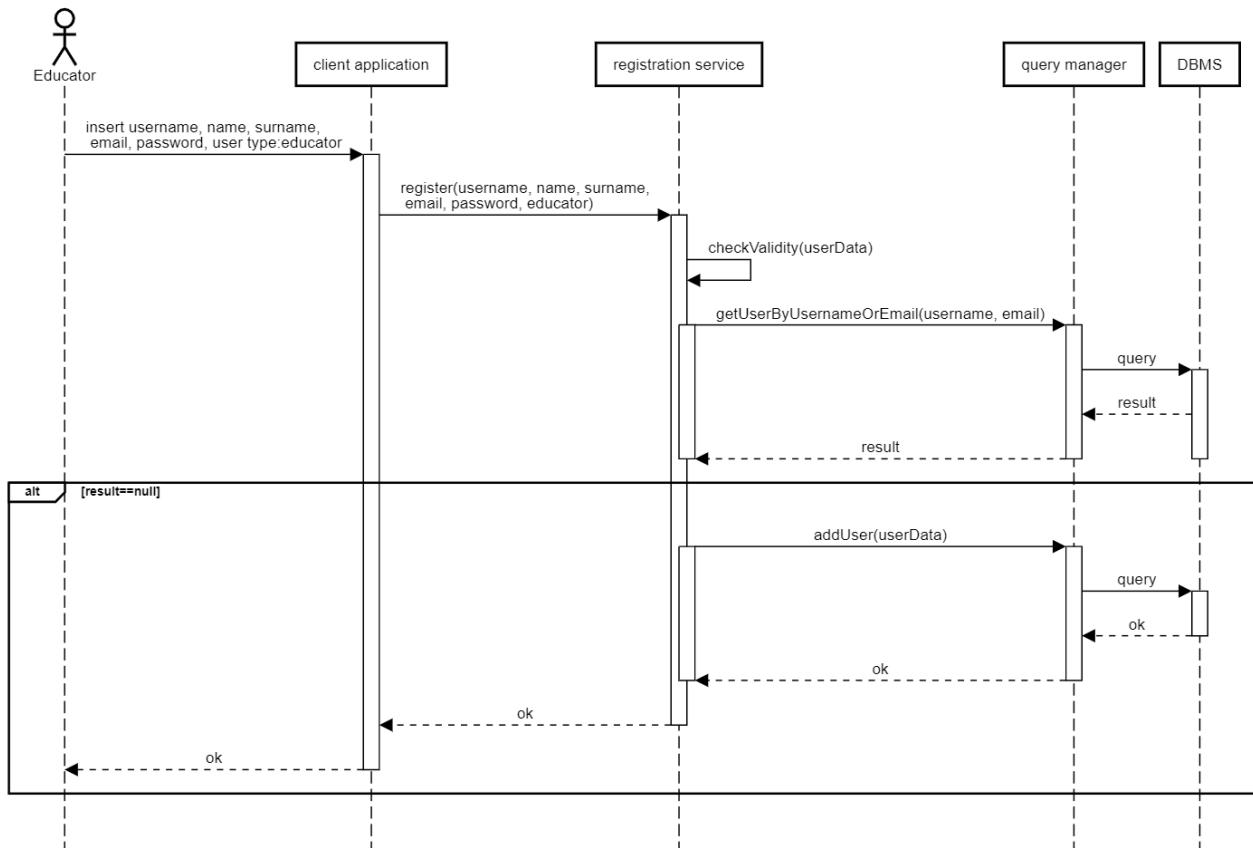 Educator
client application
registration service
query manager
DBMS
insert username, name, surname,
email, password, user type:educator
register(username, name, surname,
email, password, educator)
checkValidity(userData)
getUserByUsernameOrEmail(username, email)
query
result
result
alt
[result==null]
addUser(userData)
query
ok
ok
ok
ok